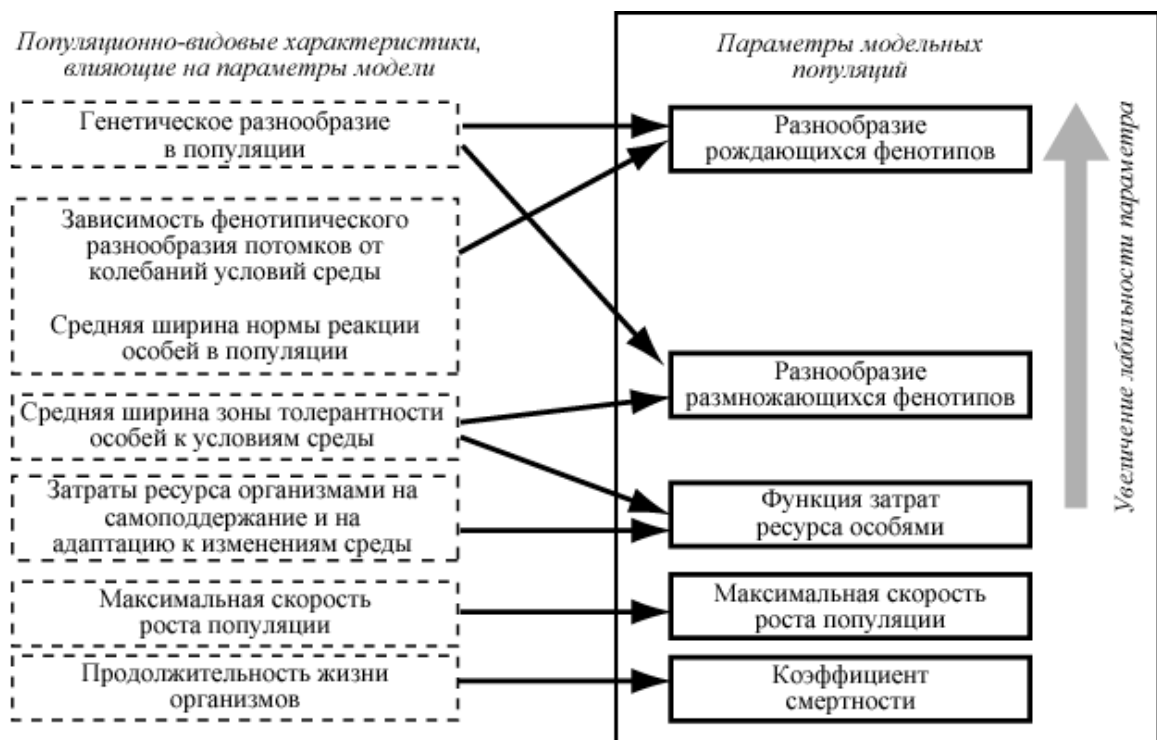 Популяционно-видовые характеристики,
влияющие на параметры модели
Генетическое разнообразие
в популяции
Зависимость фенотипического
разнообразия потомков от
колебаний условий среды
Средняя ширина нормы реакции
особей в популяции
Средняя ширина зоны толерантности
особей к условиям среды
Затраты ресурса организмами на
самоподдержание и на
адаптацию к изменениям среды
Максимальная скорость
роста популяции
Продолжительность жизни
организмов
Параметры модельных
популяций
Разнообразие
рождающихся фенотипов
Разнообразие
размножающихся фенотипов
Функция затрат
ресурса особями
Максимальная скорость
роста популяции
Коэффициент
смертности
Увеличение лабильности параметра